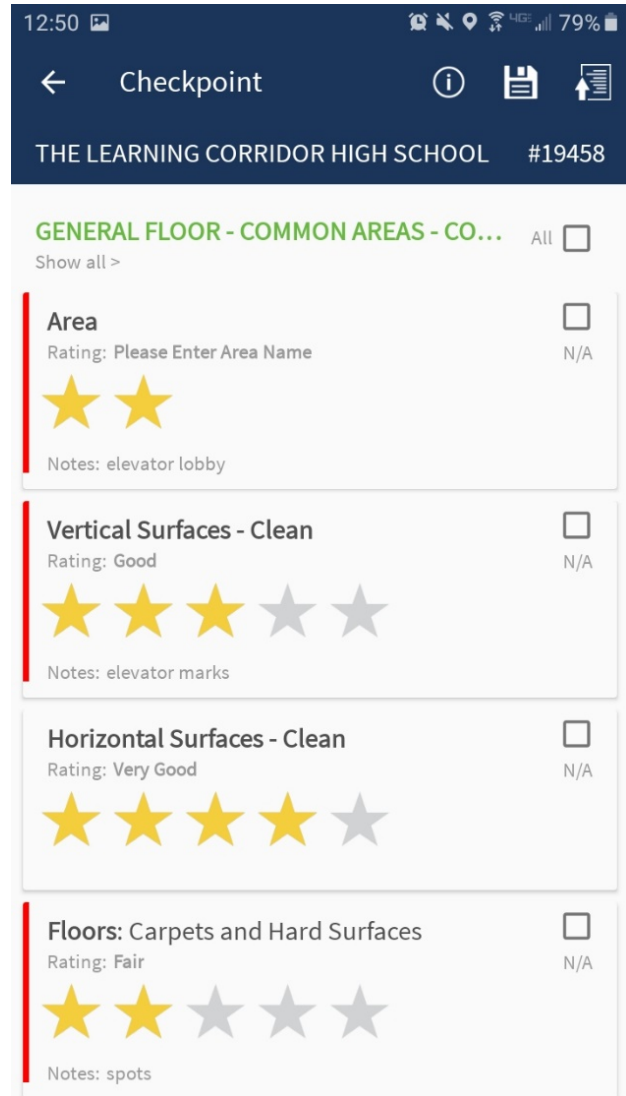 12:50 4GE 79%
Checkpoint
THE LEARNING CORRIDOR HIGH SCHOOL #19458
GENERAL FLOOR - COMMON AREAS - CO... All
Show all >
Area
Rating: Please Enter Area Name N/A
Notes: elevator lobby
Vertical Surfaces - Clean
Rating: Good N/A
Notes: elevator marks
Horizontal Surfaces - Clean
Rating: Very Good N/A
Floors: Carpets and Hard Surfaces
Rating: Fair N/A
Notes: spots